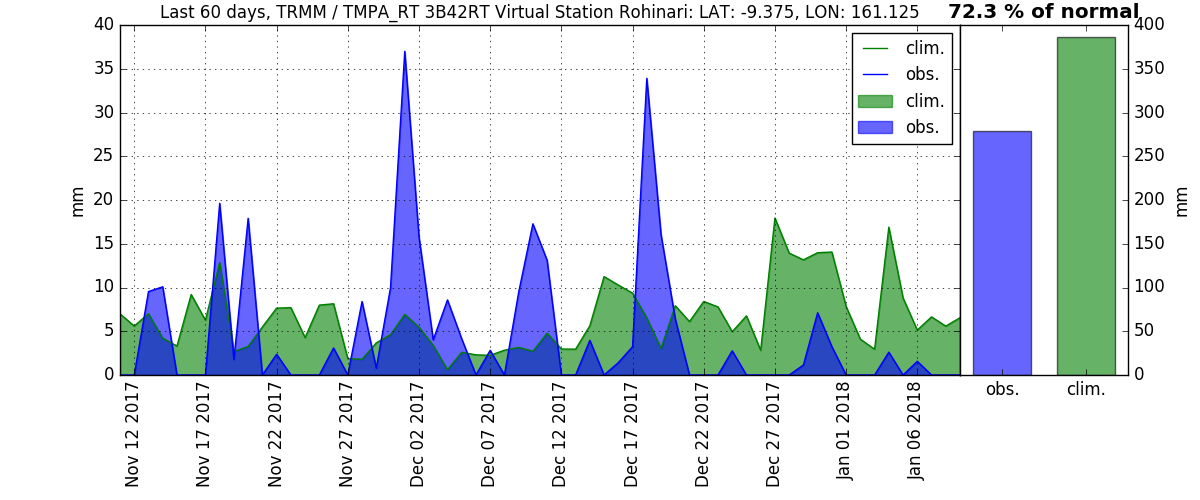 Last 60 days, TRMM / TMPA_RT 3B42RT Virtual Station Rohinari: LAT: -9.375, LON: 161.125
72.3 % of normal
mm
40
35
30
25
20
15
10
5
0
clim.
obs.
clim.
obs.
Nov 12 2017
Nov 17 2017
Nov 22 2017
Nov 27 2017
Dec 02 2017
Dec 07 2017
Dec 12 2017
Dec 17 2017
Dec 22 2017
Dec 27 2017
Jan 01 2018
Jan 06 2018
400
350
300
250
200
150
100
50
0
mm
obs.
clim.